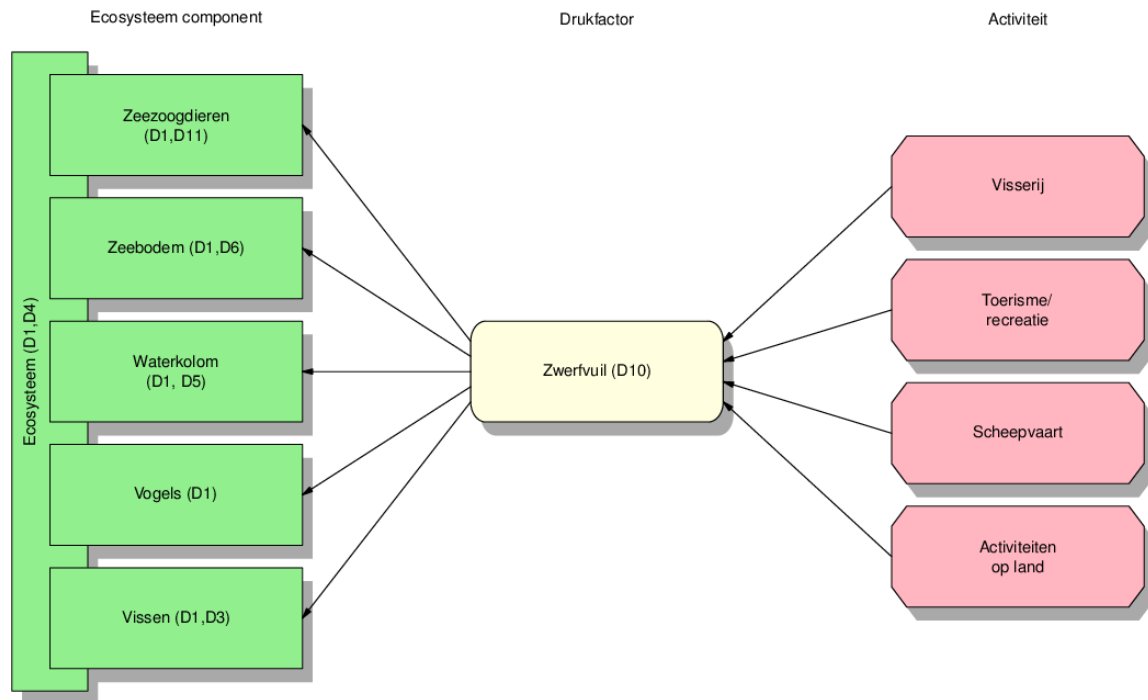 Ecosysteem component
Drukfactor
Activiteit
Ecosysteem (D1,D4)
Zeezoogdieren
(D1,D11)
Zeebodem (D1,D6)
Waterkolom
(D1, D5)
Vogels (D1)
Vissen (D1,D3)
Zwerfvuil (D10)
Visserij
Toerisme/
recreatie
Scheepvaart
Activiteiten
op land